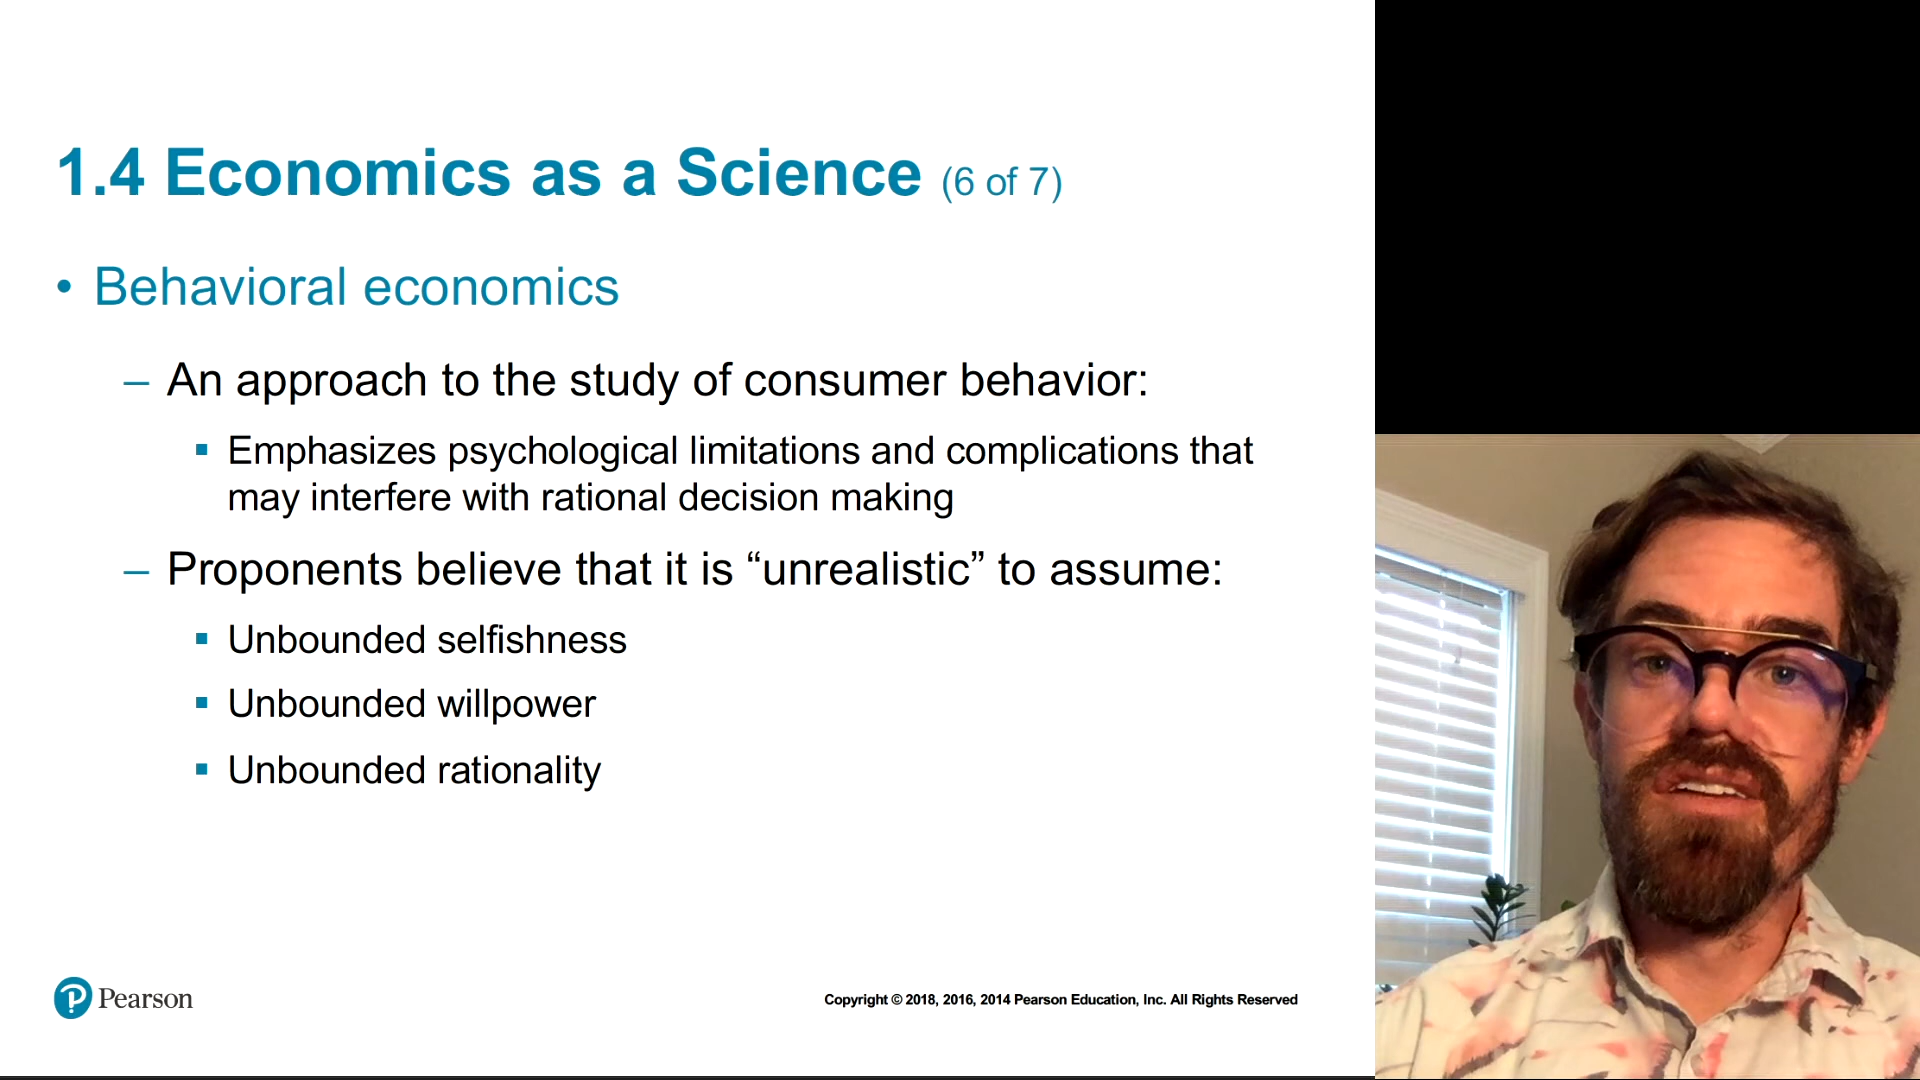 1.4 Economics as a Science (6 of 7)
• Behavioral economics
– An approach to the study of consumer behavior:
▪ Emphasizes psychological limitations and complications that
may interfere with rational decision making
– Proponents believe that it is “unrealistic” to assume:
▪ Unbounded selfishness
▪ Unbounded willpower
▪ Unbounded rationality
Pearson
Copyright © 2018, 2016, 2014 Pearson Education, Inc. All Rights Reserved